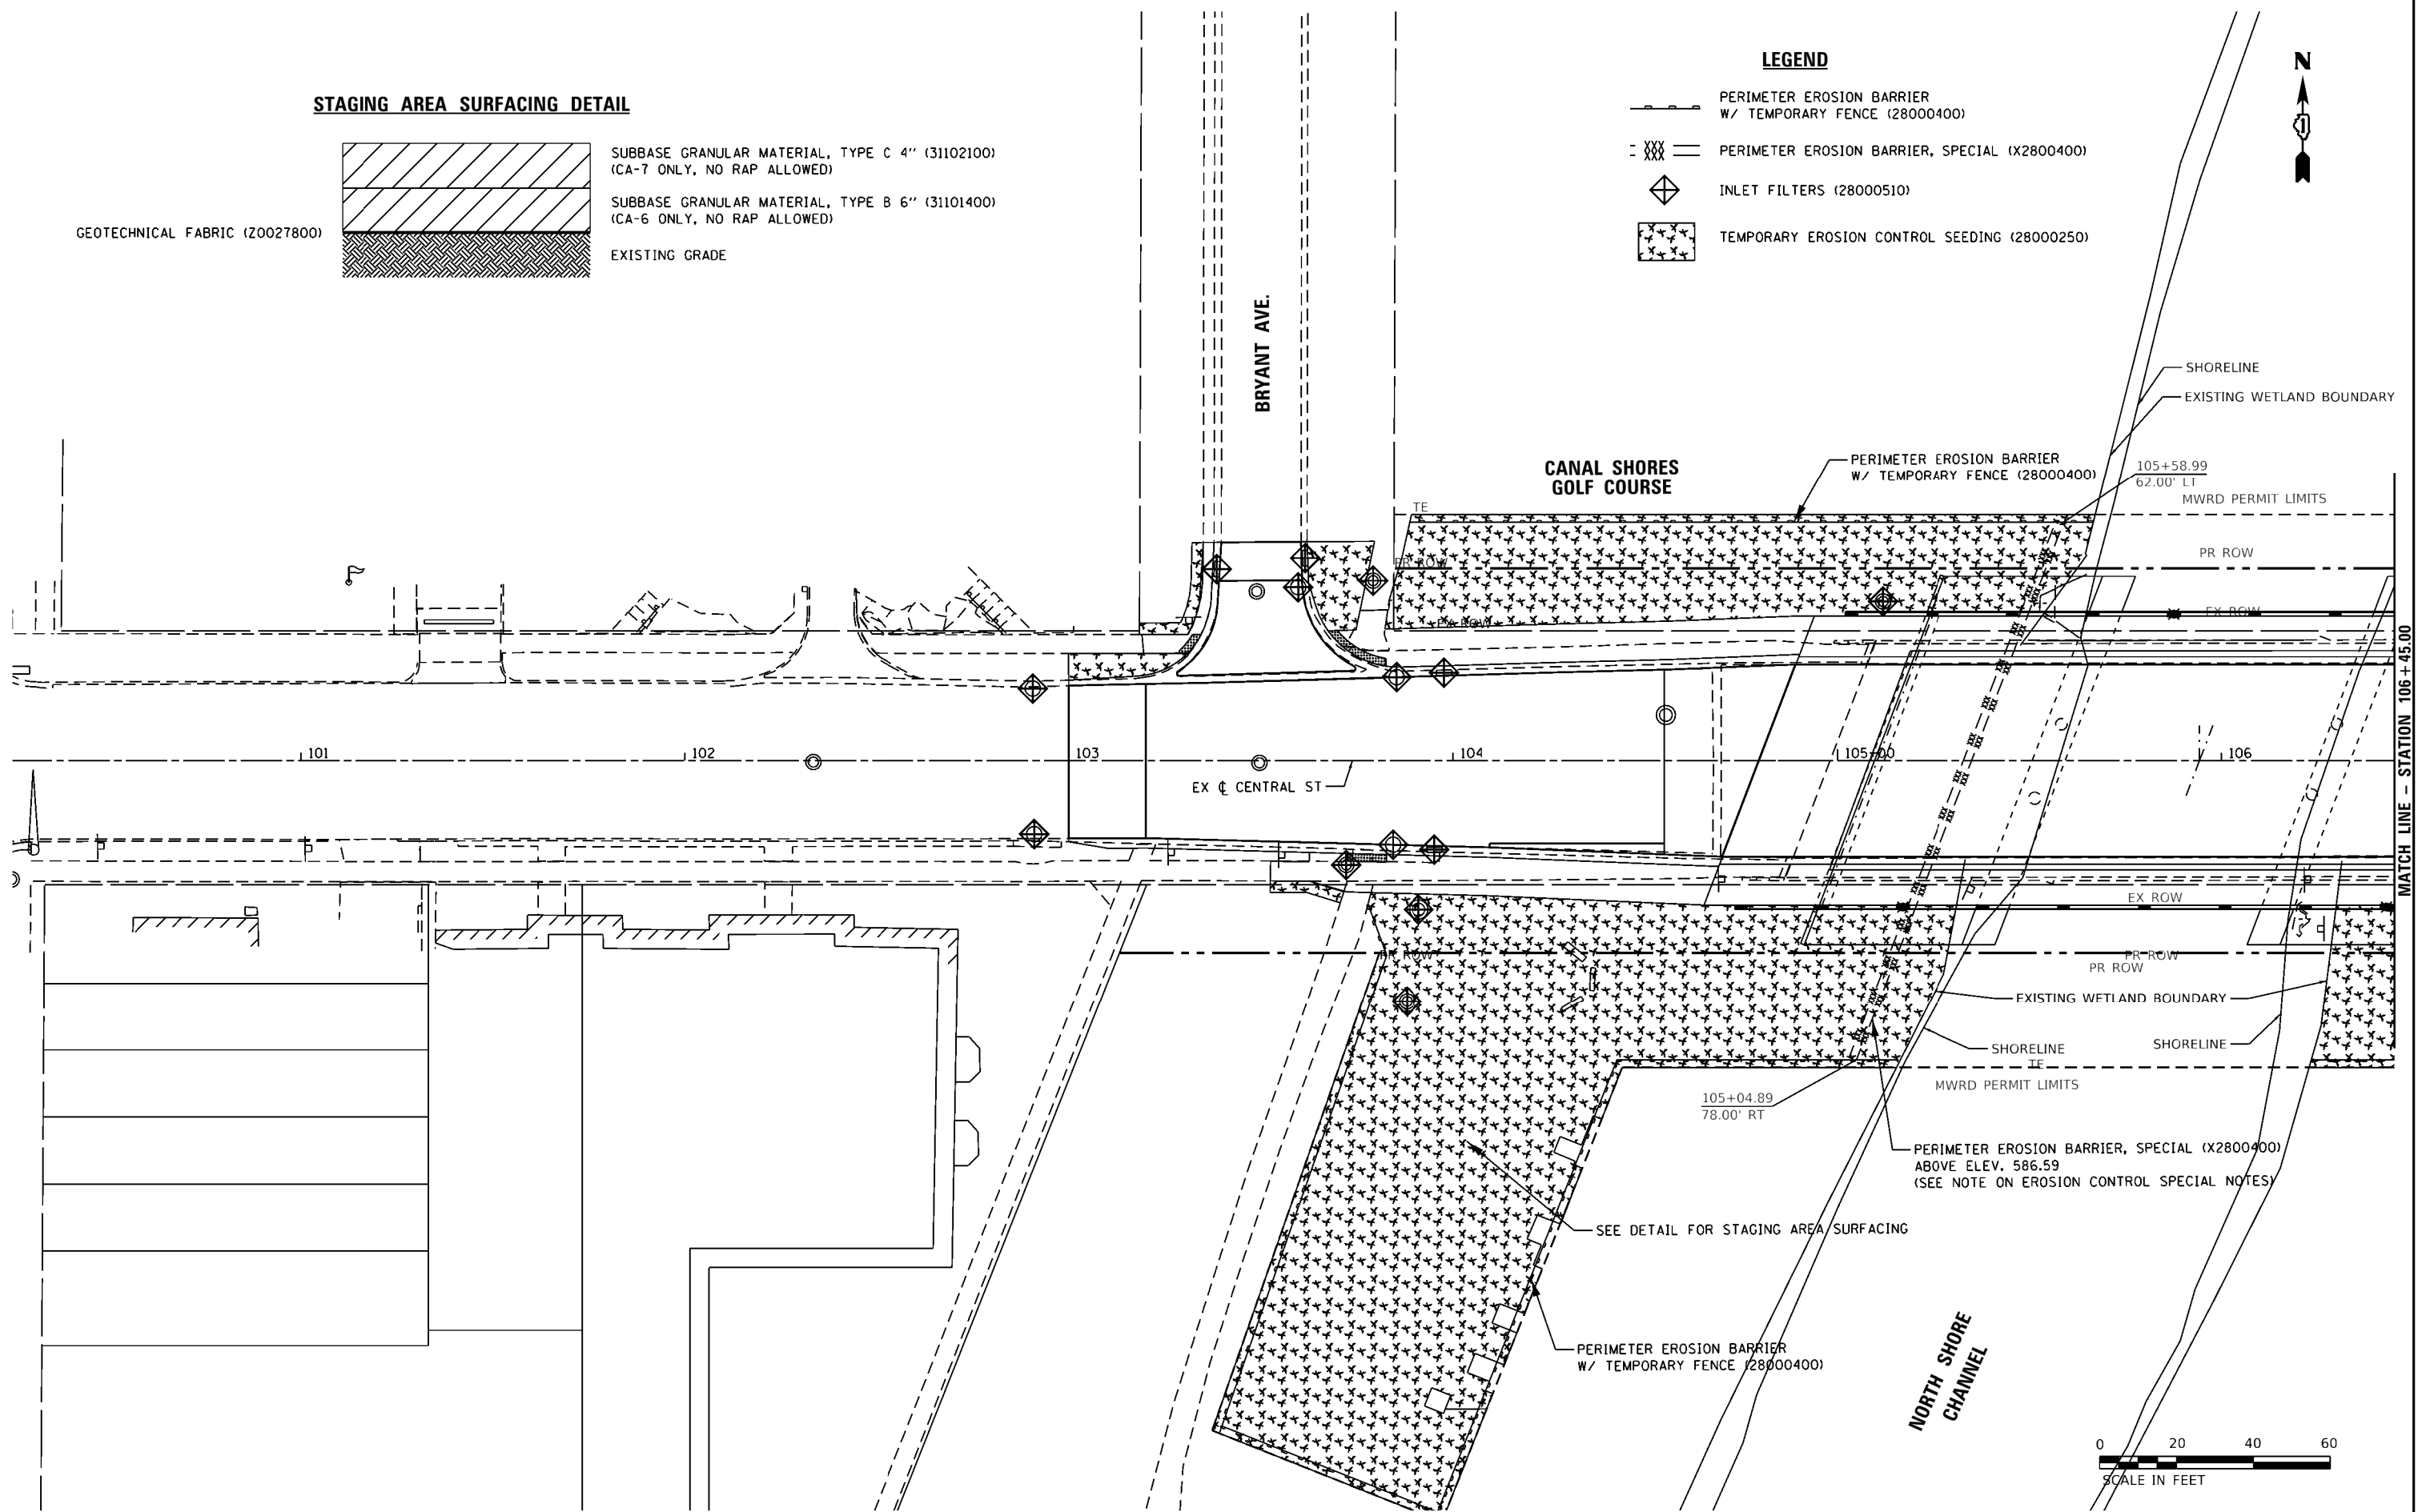 STAGING AREA SURFACING DETAIL
SUBBASE GRANULAR MATERIAL, TYPE C 4'' (31102100)
(CA-7 ONLY, NO RAP ALLOWED)
SUBBASE GRANULAR MATERIAL, TYPE B 6'' (31101400)
(CA-6 ONLY, NO RAP ALLOWED)
GEOTECHNICAL FABRIC (Z0027800)
EXISTING GRADE
LEGEND
PERIMETER EROSION BARRIER
W/ TEMPORARY FENCE (28000400)
PERIMETER EROSION BARRIER, SPECIAL (X2800400)
INLET FILTERS (28000510)
TEMPORARY EROSION CONTROL SEEDING (28000250)
N
BRYANT AVE.
SHORELINE
EXISTING WETLAND BOUNDARY
CANAL SHORES
GOLF COURSE
PERIMETER EROSION BARRIER
W/ TEMPORARY FENCE (28000400)
105+58.99
62.00' LT
MWRD PERMIT LIMITS
TE
PR ROW
PR ROW
EX ROW
EX ROW
101
102
103
104
105+00
106
EX ℄ CENTRAL ST
MATCH LINE - STATION 106+45.00
EX ROW
PR ROW
PR ROW
PR ROW
EXISTING WETLAND BOUNDARY
SHORELINE
SHORELINE
TE
MWRD PERMIT LIMITS
105+04.89
78.00' RT
PERIMETER EROSION BARRIER, SPECIAL (X2800400)
ABOVE ELEV. 586.59
(SEE NOTE ON EROSION CONTROL SPECIAL NOTES)
SEE DETAIL FOR STAGING AREA SURFACING
PERIMETER EROSION BARRIER
W/ TEMPORARY FENCE (28000400)
NORTH SHORE
CHANNEL
0 20 40 60
SCALE IN FEET